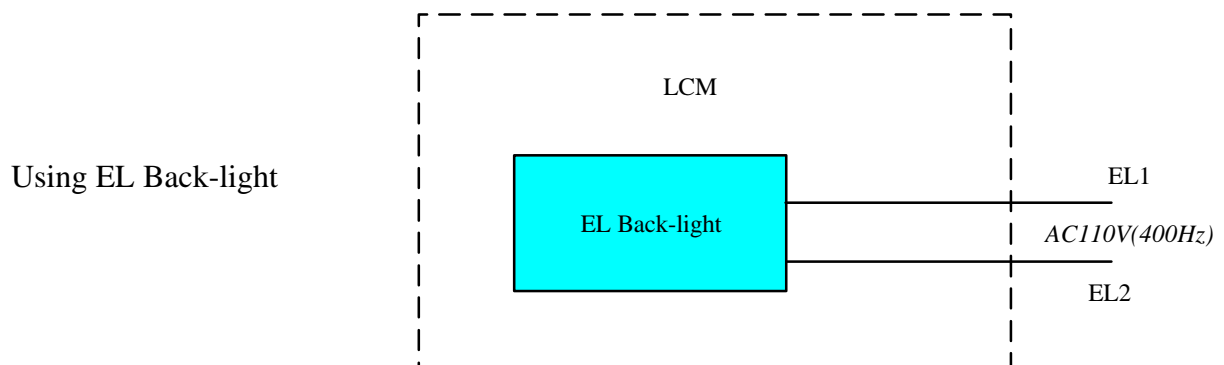 LCM
Using EL Back-light
EL1
EL Back-light
AC110V(400Hz)
EL2